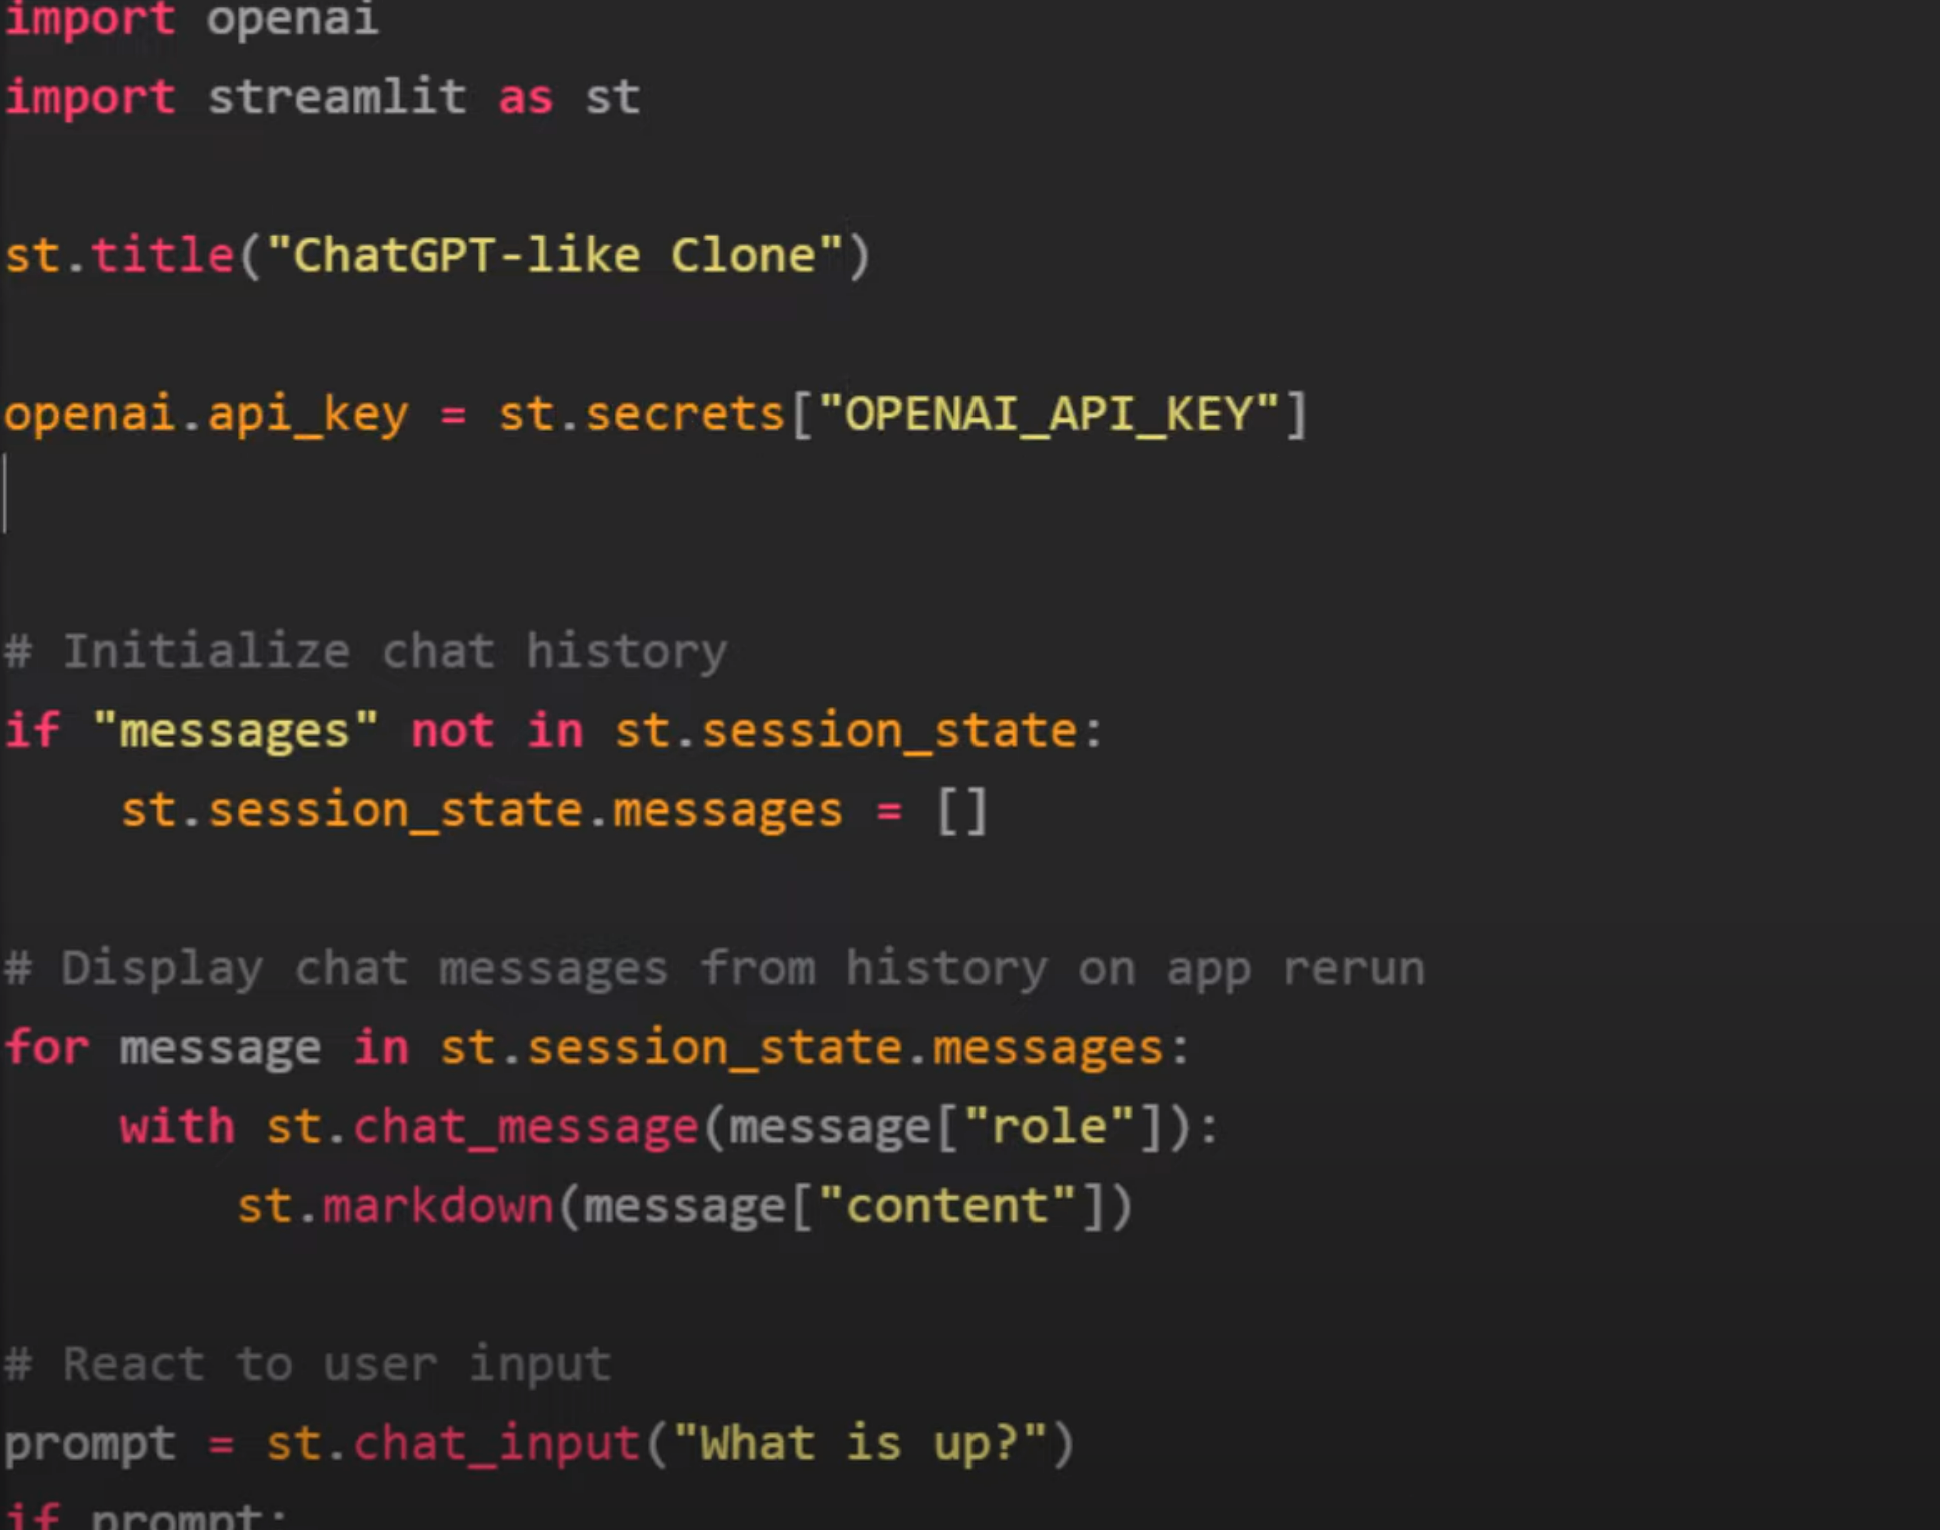 import openai
import streamlit as st
st.title("ChatGPT-like Clone")
openai.api_key = st.secrets["OPENAI_API_KEY"]
# Initialize chat history
if "messages" not in st.session_state:
    st.session_state.messages = []
# Display chat messages from history on app rerun
for message in st.session_state.messages:
    with st.chat_message(message["role"]):
        st.markdown(message["content"])
# React to user input
prompt = st.chat_input("What is up?")
if prompt: